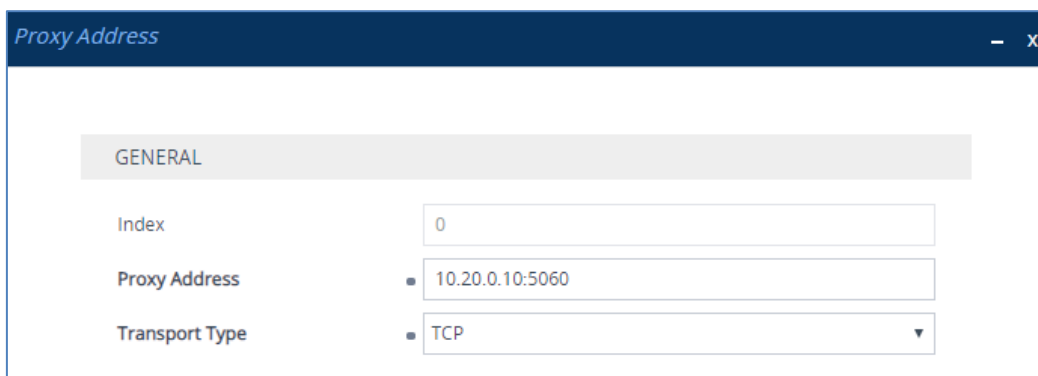 Proxy Address
– x
GENERAL
Index 0
Proxy Address 10.20.0.10:5060
Transport Type TCP